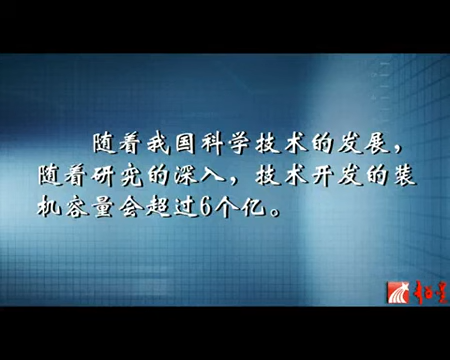 随着我国科学技术的发展，
随着研究的深入，技术开发的装
机容量会超过6个亿。